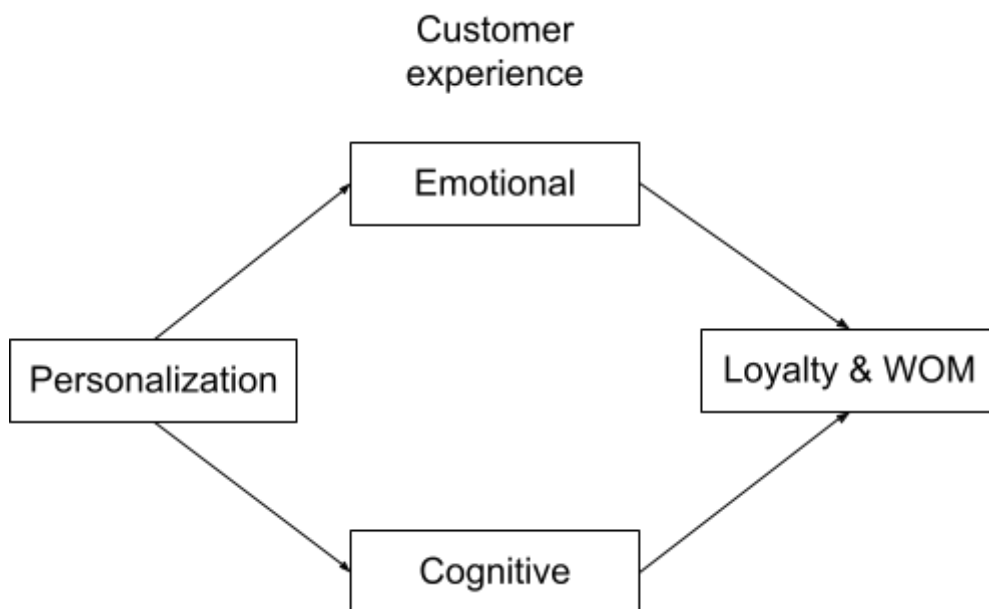 Customer
experience
Emotional
Personalization
Loyalty & WOM
Cognitive